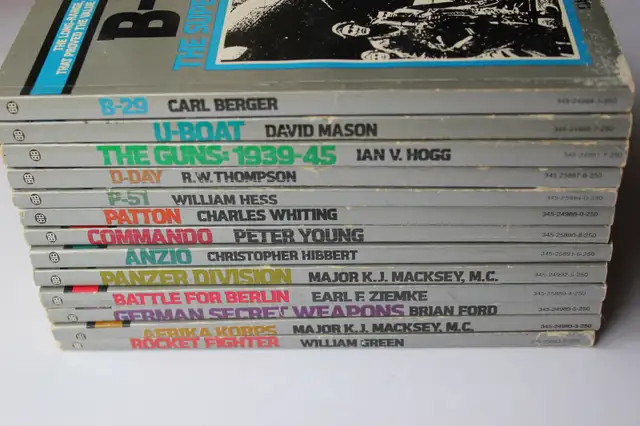 THE LONG-RANGE
THAT PROVED THE VALUE
B-
THE SUPE
B-29 CARL BERGER
U-BOAT DAVID MASON
THE GUNS: 1939-45 IAN V. HOGG
D-DAY R.W. THOMPSON
P-51 WILLIAM HESS
PATTON CHARLES WHITING
COMMANDO PETER YOUNG
ANZIO CHRISTOPHER HIBBERT
PANZER DIVISION MAJOR K.J. MACKSEY, M.C.
BATTLE FOR BERLIN EARL F. ZIEMKE
GERMAN SECRET WEAPONS BRIAN FORD
AFRIKA KORPS MAJOR K.J. MACKSEY, M.C.
ROCKET FIGHTER WILLIAM GREEN